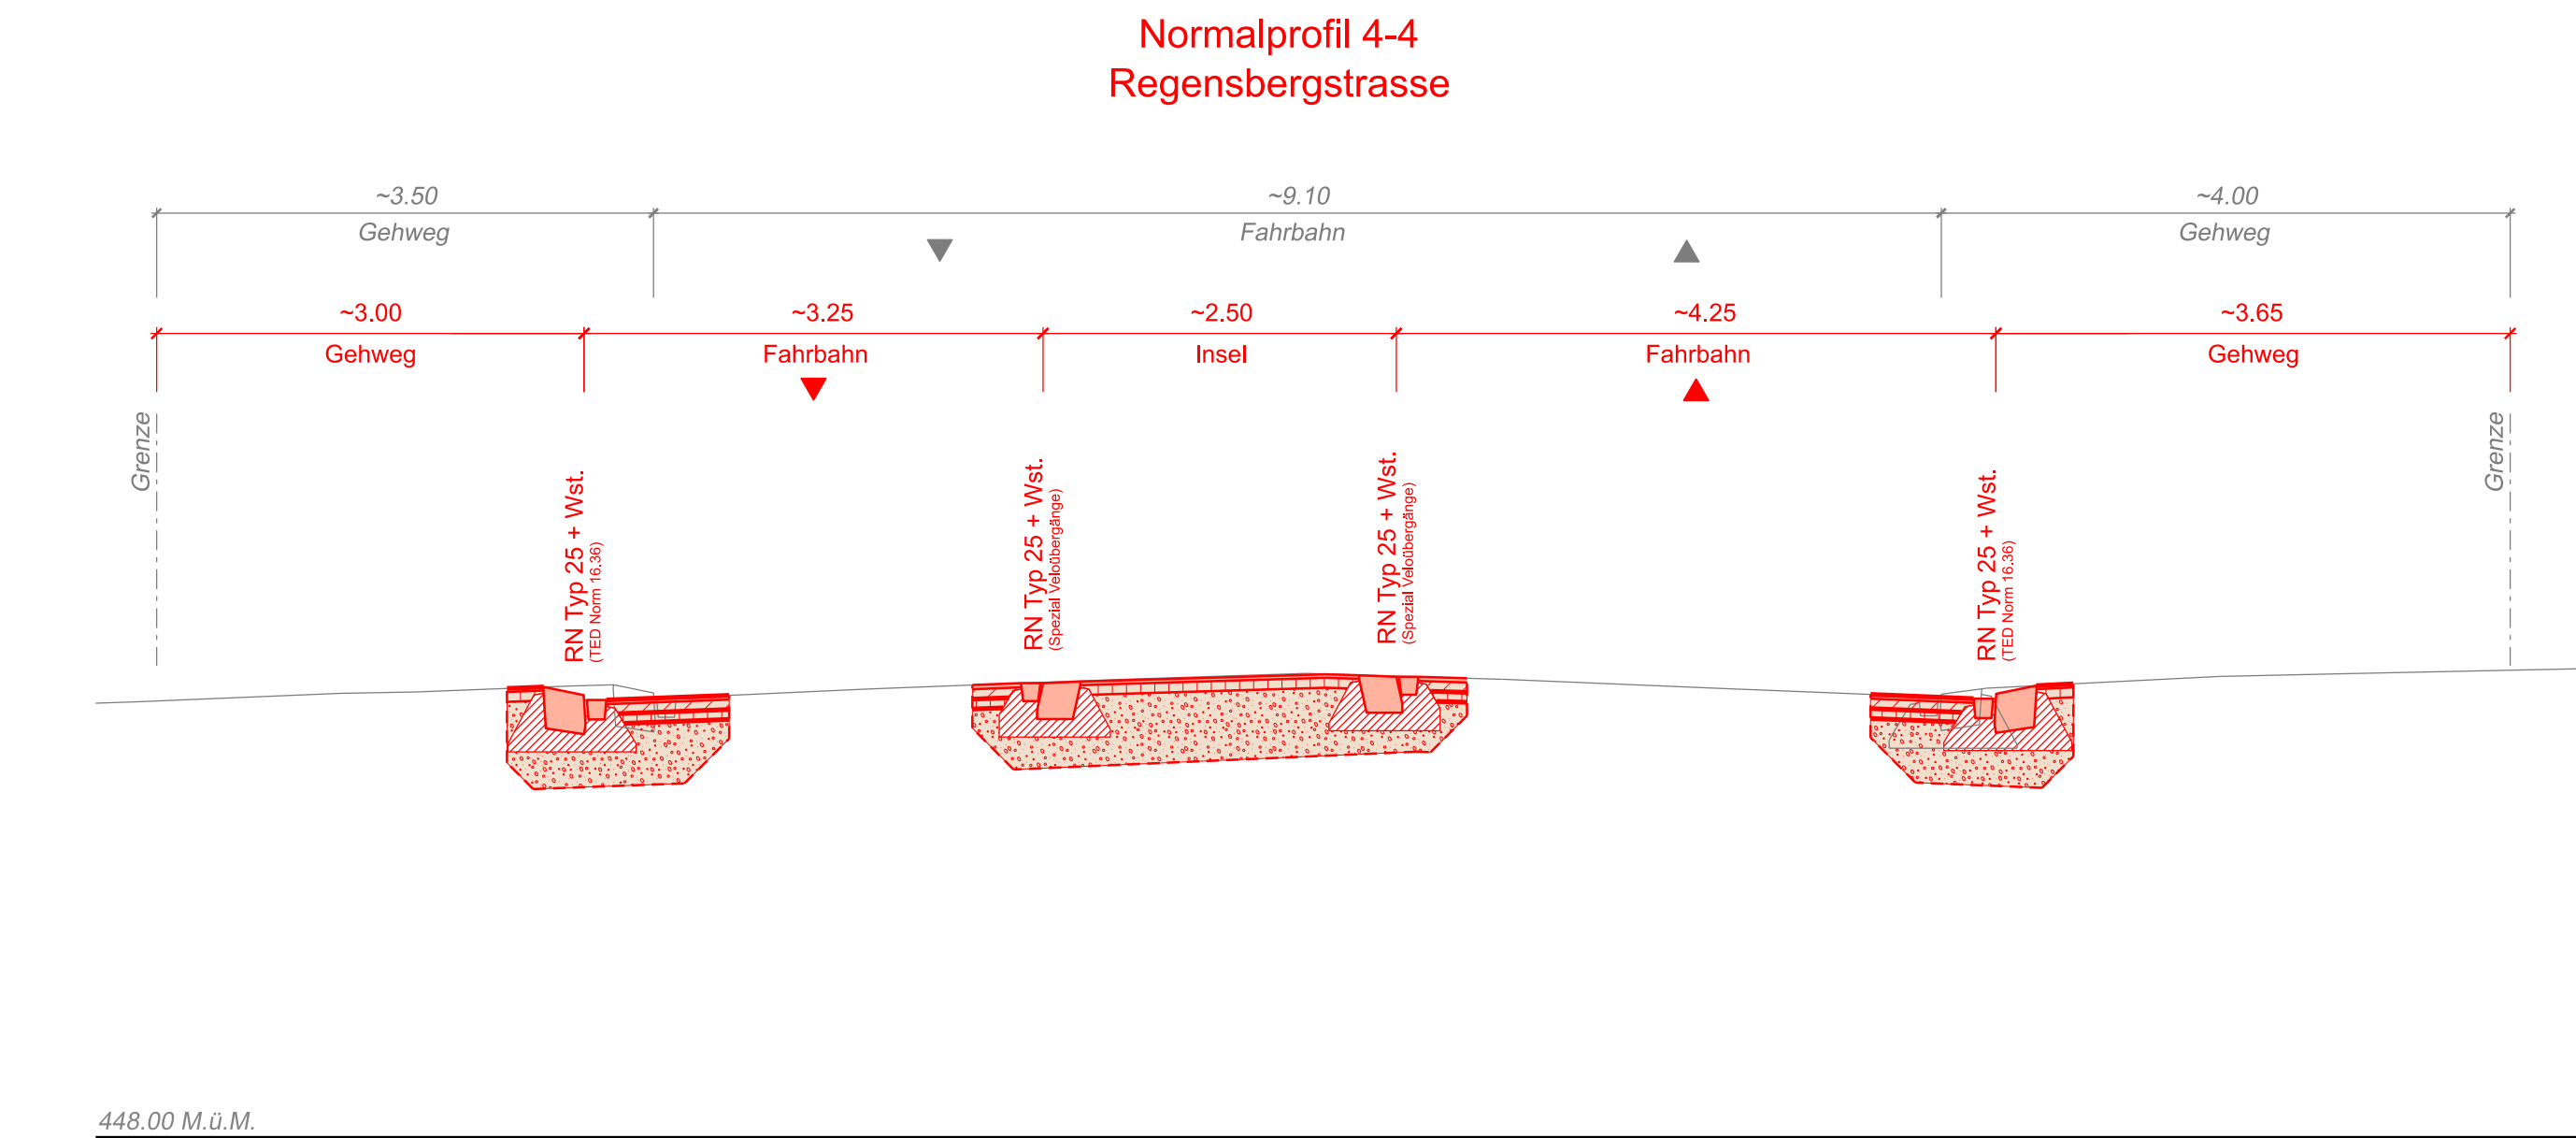 Normalprofil 4-4
Regensbergstrasse
~3.50
~9.10
~4.00
Gehweg
Fahrbahn
Gehweg
~3.00
~3.25
~2.50
~4.25
~3.65
Gehweg
Fahrbahn
Insel
Fahrbahn
Gehweg
Grenze
RN Typ 25 + Wst.
(TED Norm 16.36)
RN Typ 25 + Wst.
(Spezial Veloübergänge)
RN Typ 25 + Wst.
(Spezial Veloübergänge)
RN Typ 25 + Wst.
(TED Norm 16.36)
Grenze
448.00 M.ü.M.